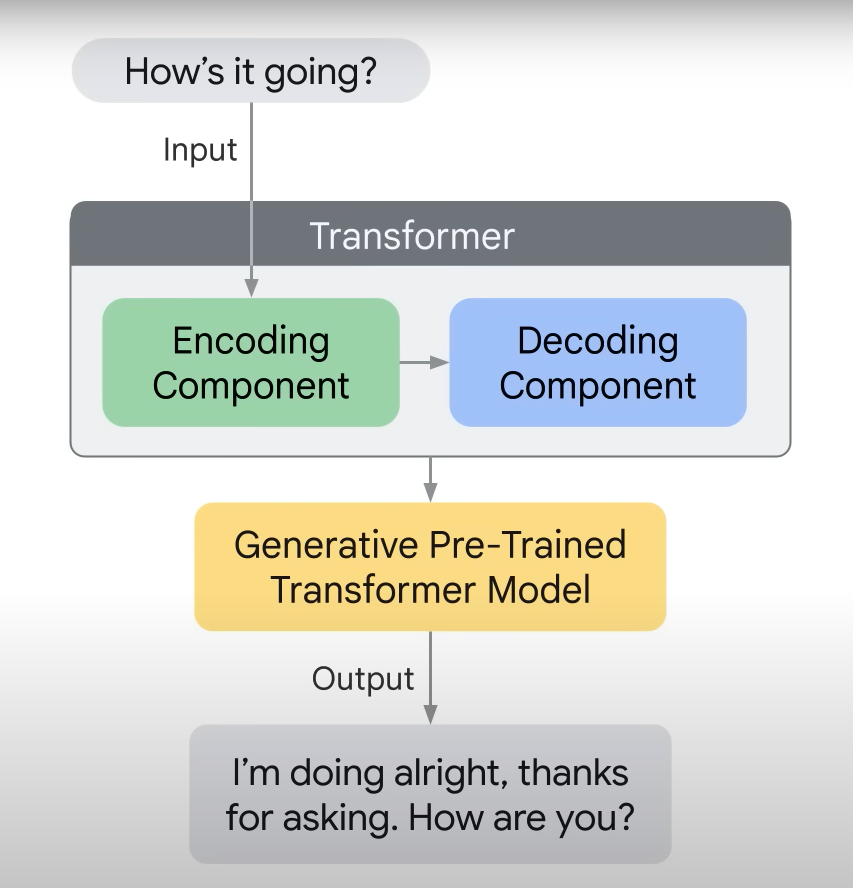 How’s it going?
Input
Transformer
Encoding
Component
Decoding
Component
Generative Pre-Trained
Transformer Model
Output
I’m doing alright, thanks
for asking. How are you?